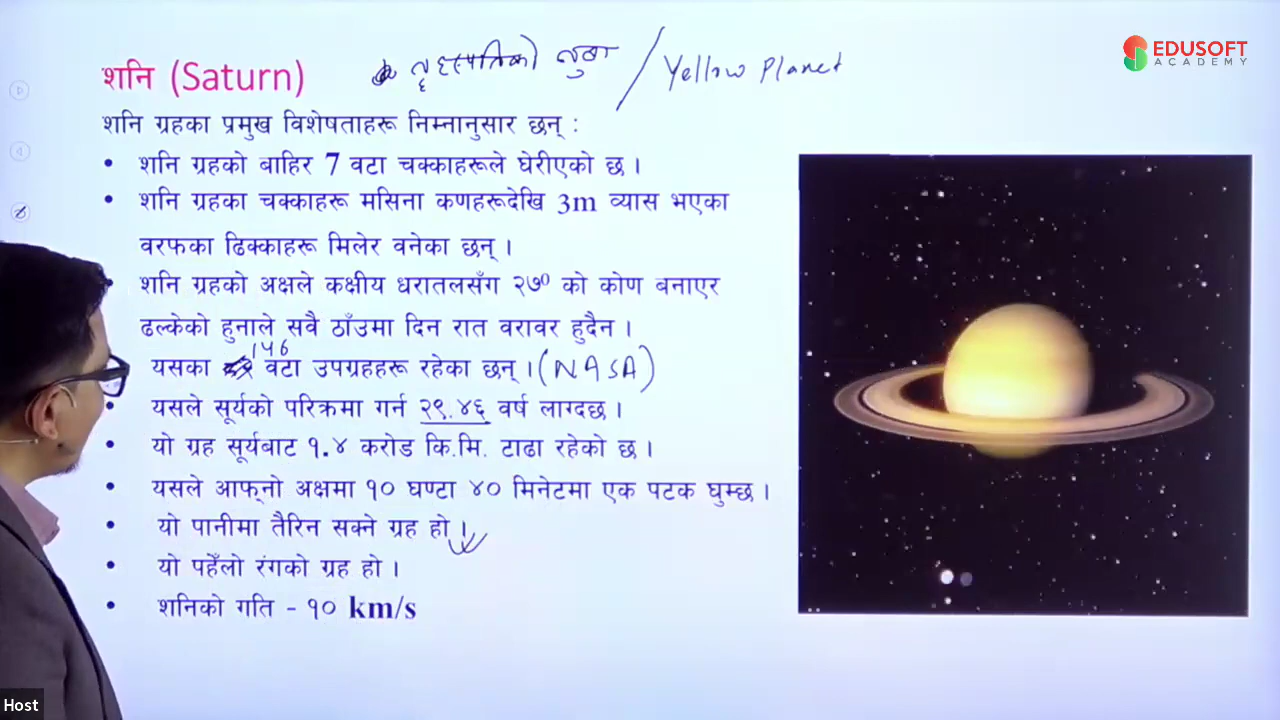 शनि (Saturn) बृहस्पतिको जुवा / Yellow Planet
EDUSOFT
ACADEMY
शनि ग्रहका प्रमुख विशेषताहरू निम्नानुसार छन् :
• शनि ग्रहको बाहिर 7 वटा चक्काहरूले घेरीएको छ ।
• शनि ग्रहका चक्काहरू मसिना कणहरूदेखि 3m व्यास भएका
वरफका ढिक्काहरू मिलेर वनेका छन् ।
• शनि ग्रहको अक्षले कक्षीय धरातलसँग २७⁰ को कोण बनाएर
ढल्केको हुनाले सवै ठाँउमा दिन रात वरावर हुदैन ।
यसका 146 वटा उपग्रहहरू रहेका छन् । (NASA)
• यसले सूर्यको परिक्रमा गर्न २९.४६ वर्ष लाग्दछ ।
• यो ग्रह सूर्यबाट १.४ करोड कि.मि. टाढा रहेको छ ।
• यसले आफ्नो अक्षमा १० घण्टा ४० मिनेटमा एक पटक घुम्छ ।
• यो पानीमा तैरिन सक्ने ग्रह हो ।
• यो पहेँलो रंगको ग्रह हो ।
• शनिको गति - १० km/s
Host